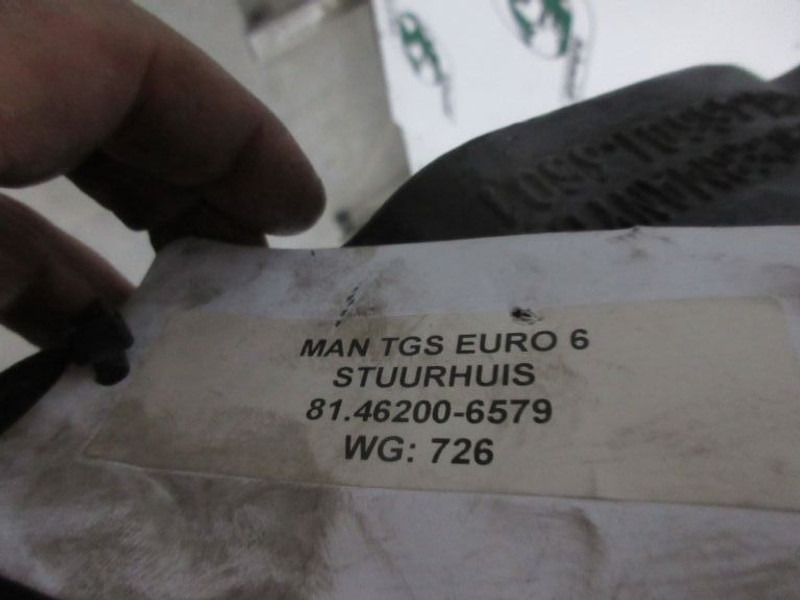 MAN TGS EURO 6
STUURHUIS
81.46200-6579
WG: 726